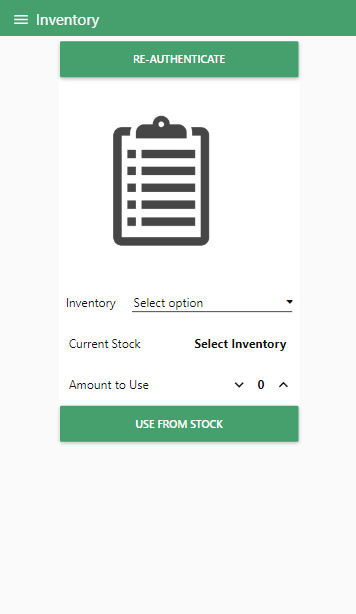 Inventory
RE-AUTHENTICATE
Inventory Select option
Current Stock Select Inventory
Amount to Use 0
USE FROM STOCK